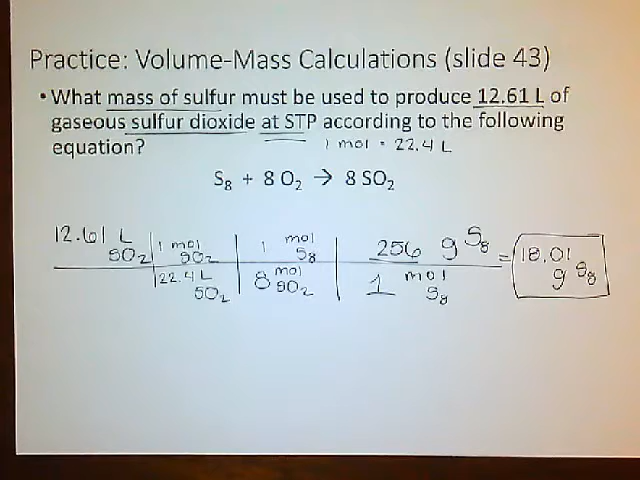 Practice: Volume-Mass Calculations (slide 43)
• What mass of sulfur must be used to produce 12.61 L of
gaseous sulfur dioxide at STP according to the following
equation? 1 mol = 22.4 L
S₈ + 8 O₂ → 8 SO₂
12.61 L SO₂ | 1 mol SO₂ | 1 mol S₈ | 256 g S₈ = 18.01 g S₈
22.4 L SO₂ | 8 mol SO₂ | 1 mol S₈